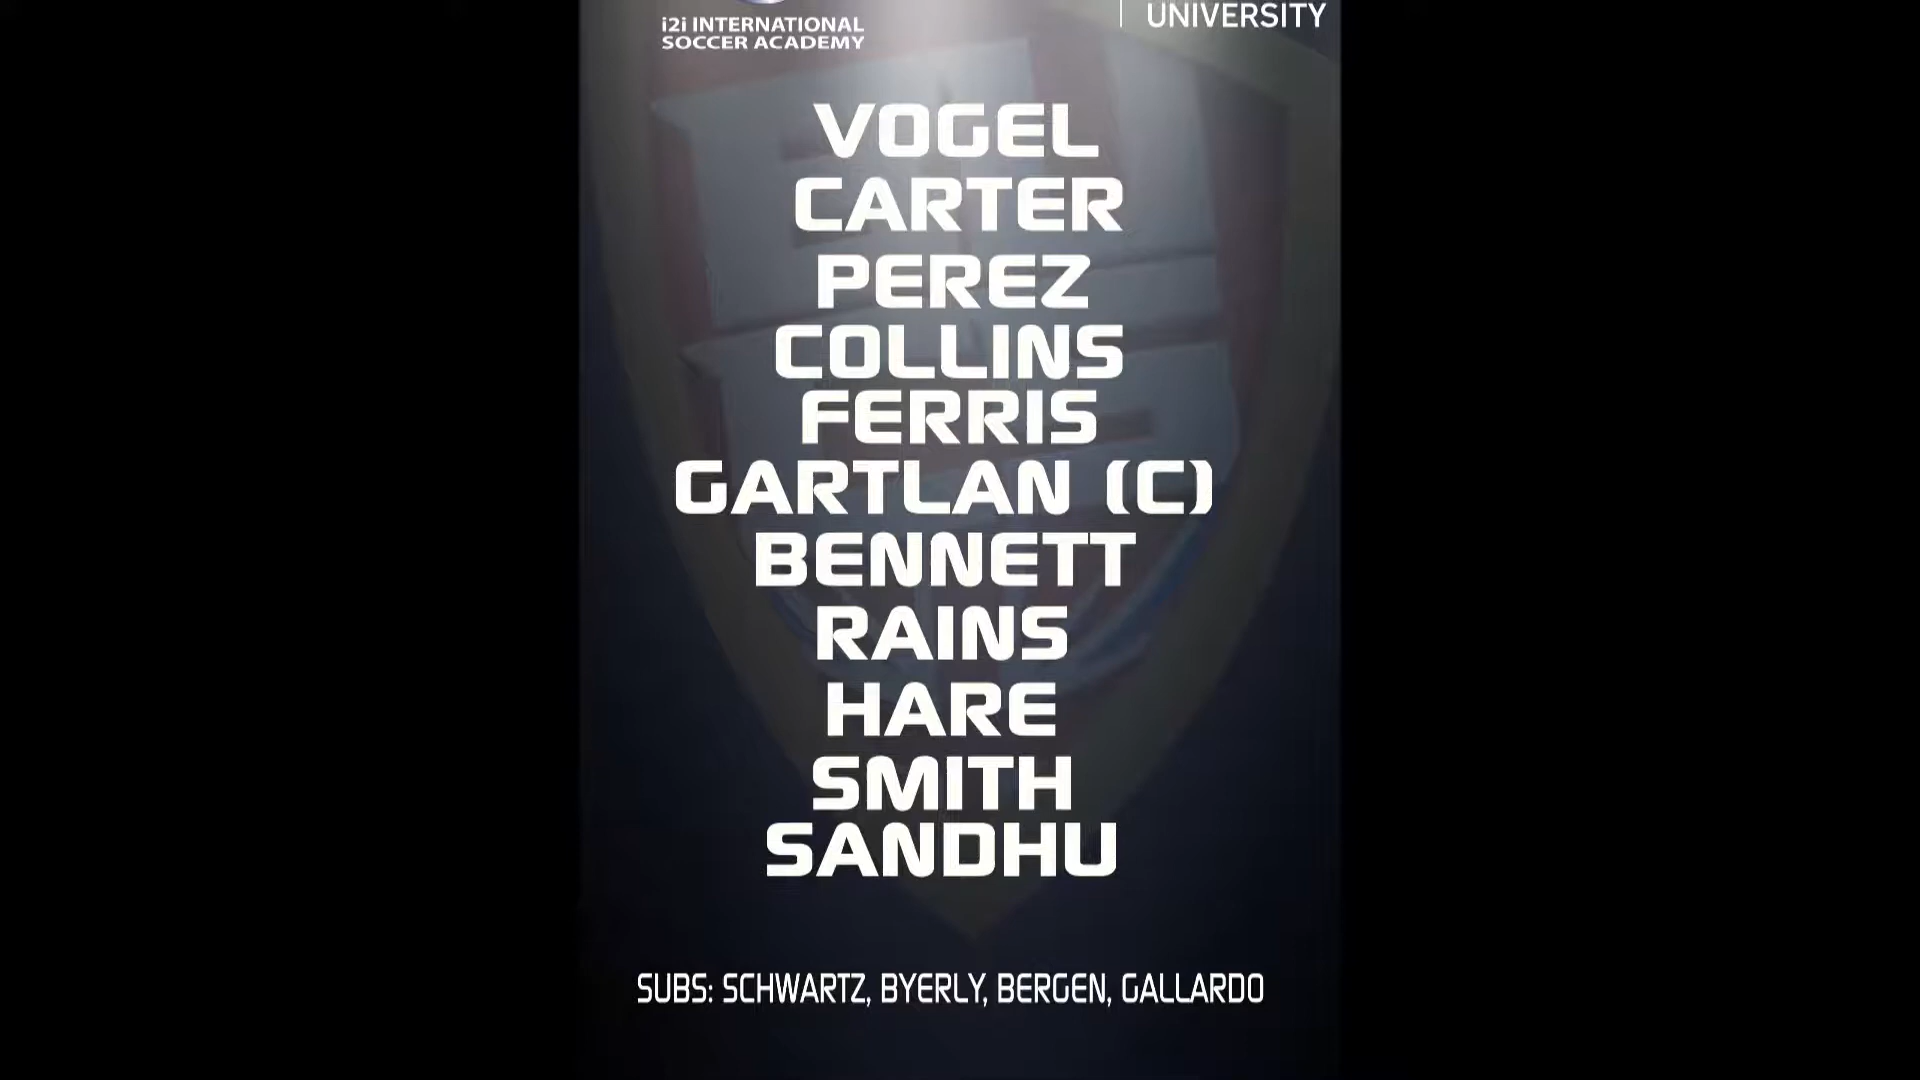 i2i INTERNATIONAL
SOCCER ACADEMY
UNIVERSITY
VOGEL
CARTER
PEREZ
COLLINS
FERRIS
GARTLAN (C)
BENNETT
RAINS
HARE
SMITH
SANDHU
SUBS: SCHWARTZ, BYERLY, BERGEN, GALLARDO